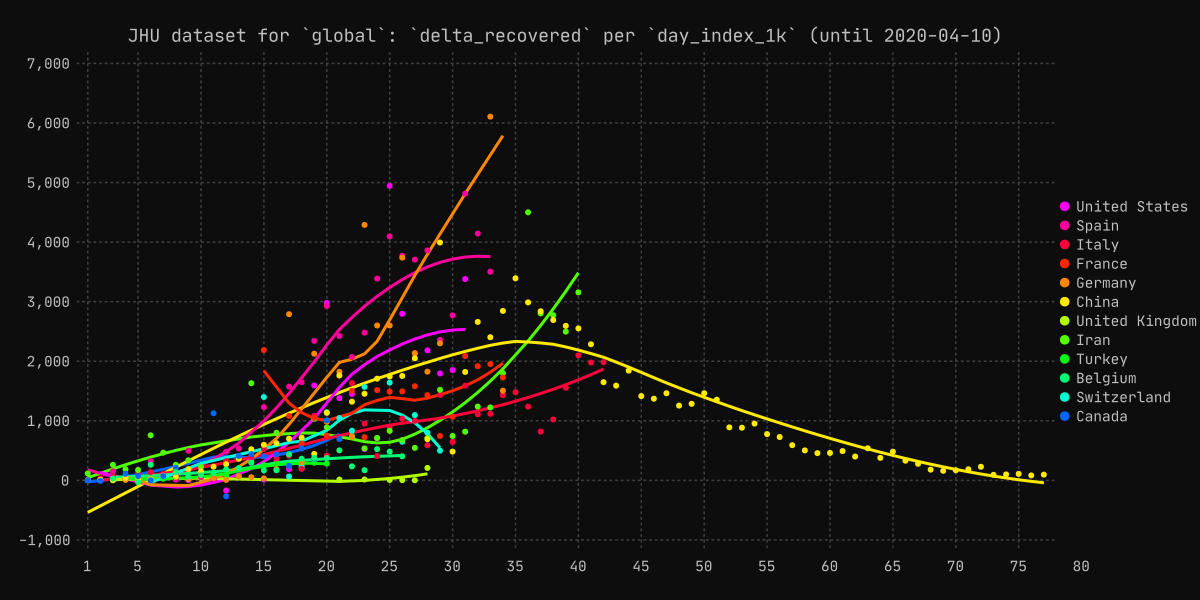 JHU dataset for `global`: `delta_recovered` per `day_index_1k` (until 2020-04-10)
7,000
6,000
5,000
4,000
3,000
2,000
1,000
0
-1,000
1 5 10 15 20 25 30 35 40 45 50 55 60 65 70 75 80
United States
Spain
Italy
France
Germany
China
United Kingdom
Iran
Turkey
Belgium
Switzerland
Canada